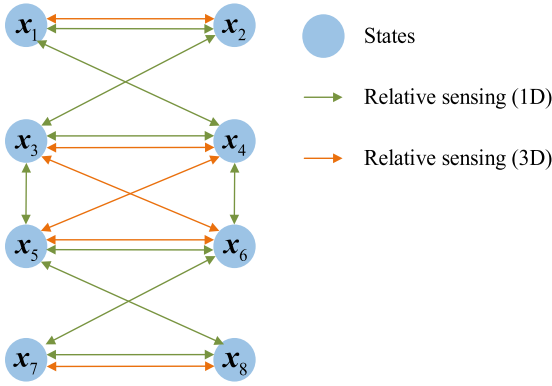 x1 x2 States
Relative sensing (1D)
x3 x4 Relative sensing (3D)
x5 x6
x7 x8